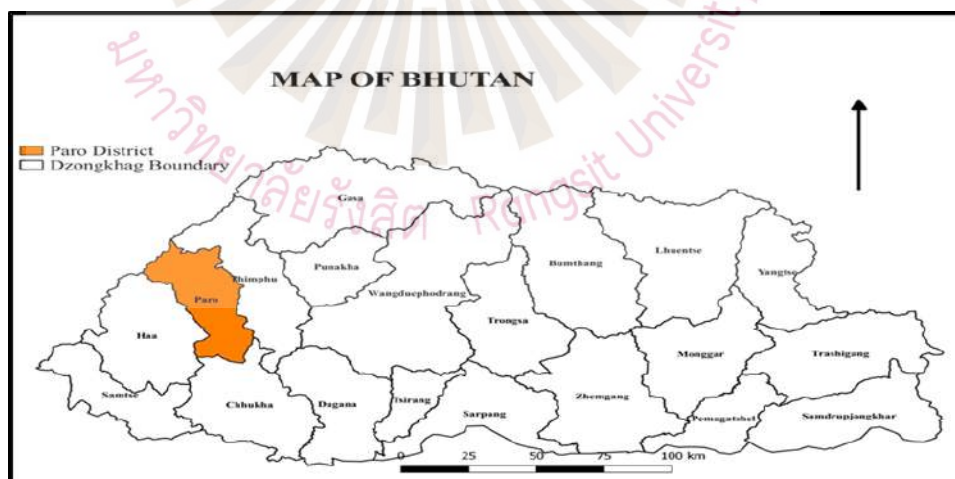 MAP OF BHUTAN
มหาวิทยาลัยรังสิต Rangsit Universit
Paro District
Dzongkhag Boundary
Gasa
Punakha
Thimphu
Wangduephodrang
Bumthang
Lhuentse
Yangtse
Paro
Haa
Trongsa
Monggar
Trashigang
Samtse
Chhukha
Dagana
Tsirang
Sarpang
Zhemgang
Pemagatshel
Samdrupjongkhar
0 25 50 75 100 km